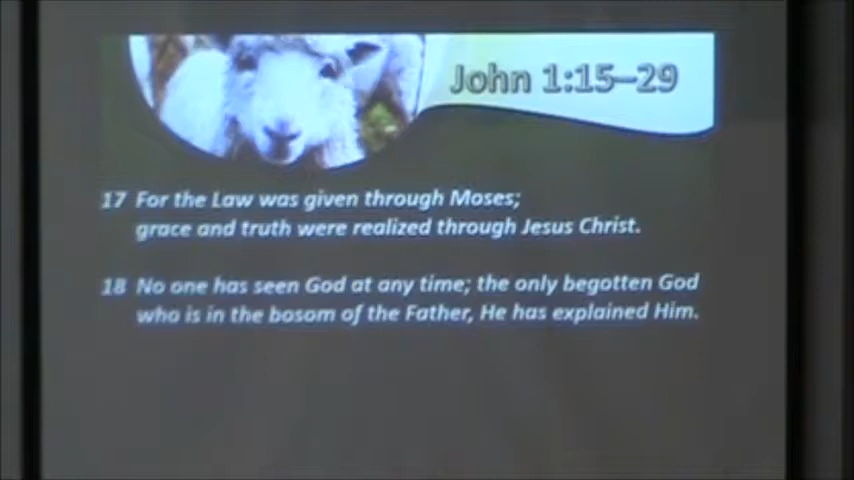 John 1:15–29
17 For the Law was given through Moses;
grace and truth were realized through Jesus Christ.
18 No one has seen God at any time; the only begotten God
who is in the bosom of the Father, He has explained Him.